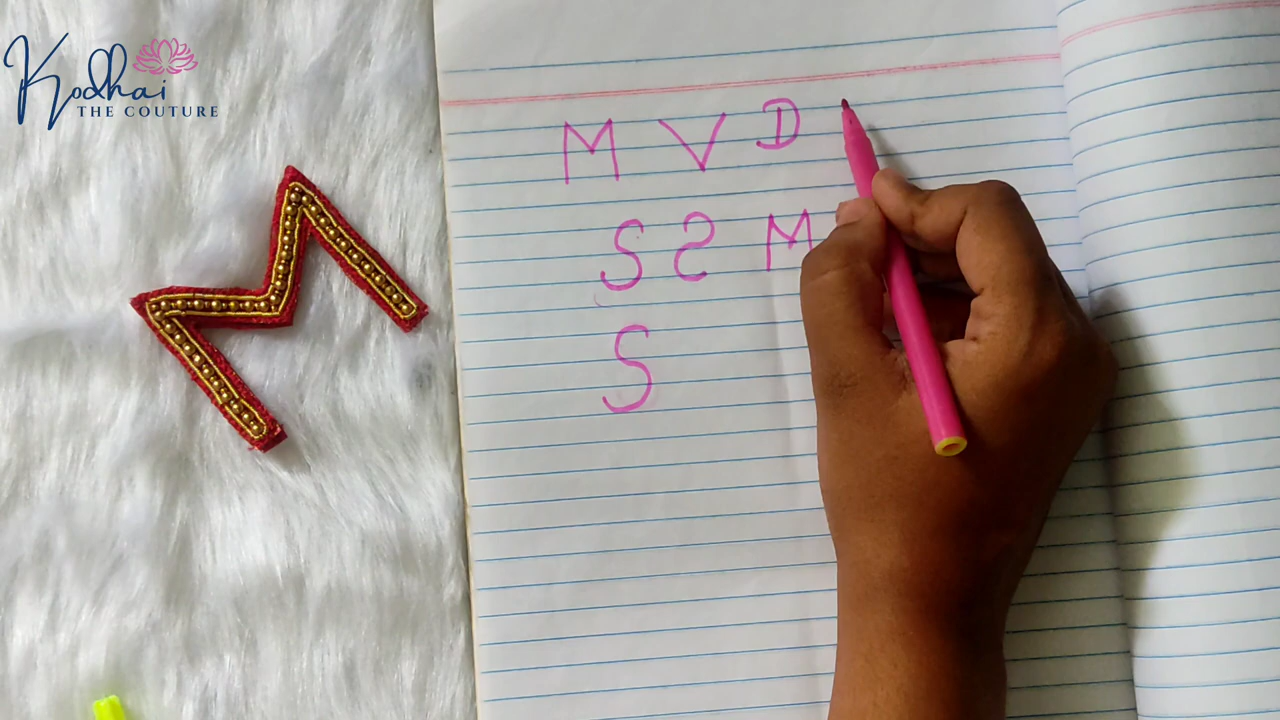 Kodhai
THE COUTURE
M V D
S Ƨ M
S